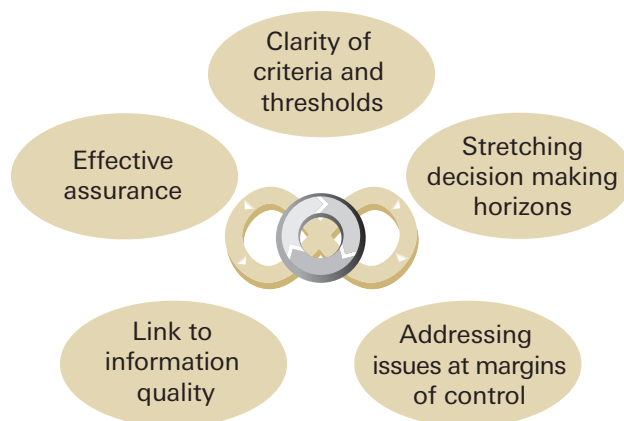 Clarity of
criteria and
thresholds
Effective
assurance
Stretching
decision making
horizons
Link to
information
quality
Addressing
issues at margins
of control